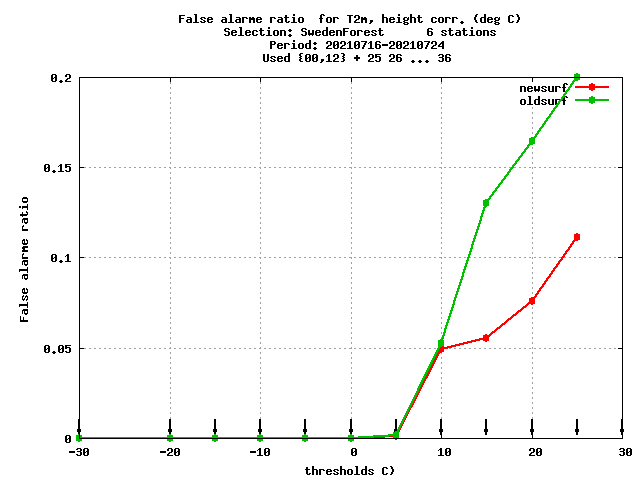 False alarme ratio  for T2m, height corr. (deg C)
Selection: SwedenForest      6 stations
Period: 20210716-20210724
Used {00,12} + 25 26 ... 36
newsurf
oldsurf
0.2
0.15
0.1
0.05
0
False alarme ratio
-30 -20 -10 0 10 20 30
thresholds C)